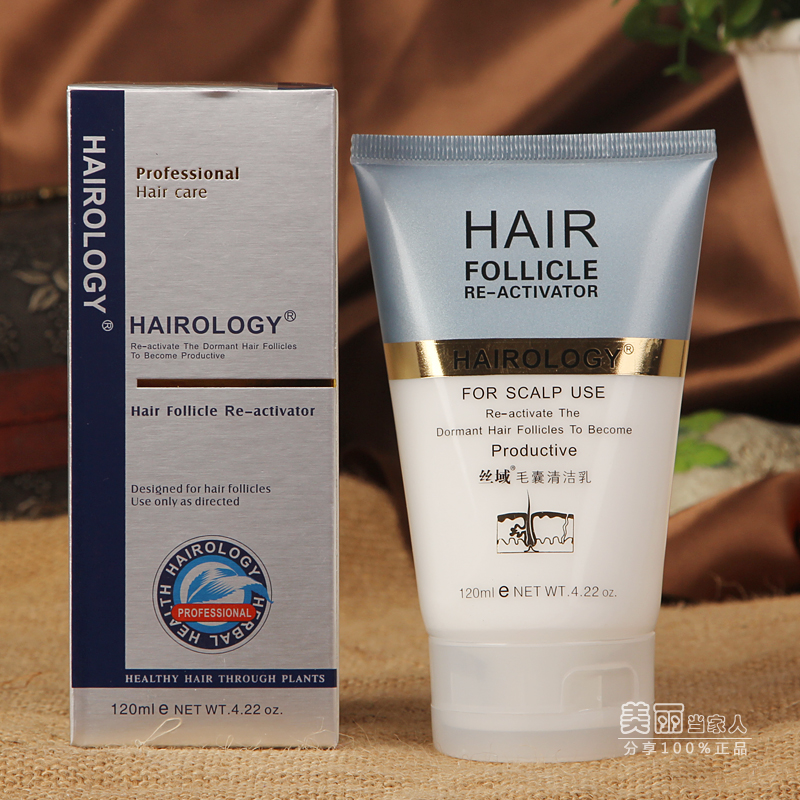 HAIROLOGY®
Professional
Hair care
HAIROLOGY®
Re-activate The Dormant Hair Follicles
To Become Productive
Hair Follicle Re-activator
Designed for hair follicles
Use only as directed
HAIROLOGY HERBAL HEALTH
PROFESSIONAL
HEALTHY HAIR THROUGH PLANTS
120ml e NET WT.4.22 oz.
HAIR
FOLLICLE
RE-ACTIVATOR
HAIROLOGY®
FOR SCALP USE
Re-activate The
Dormant Hair Follicles To Become
Productive
丝域®毛囊清洁乳
120ml e NET WT.4.22 oz.
美丽当家人
分享100%正品